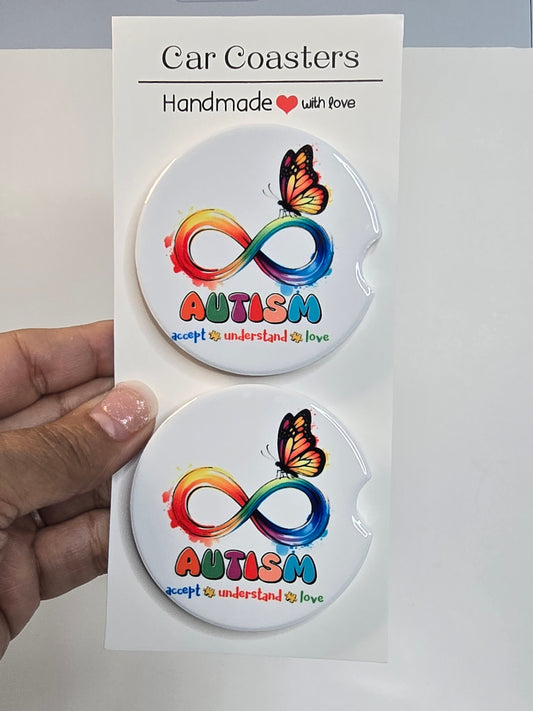 Car Coasters
Handmade with love
AUTISM
accept understand love
AUTISM
accept understand love